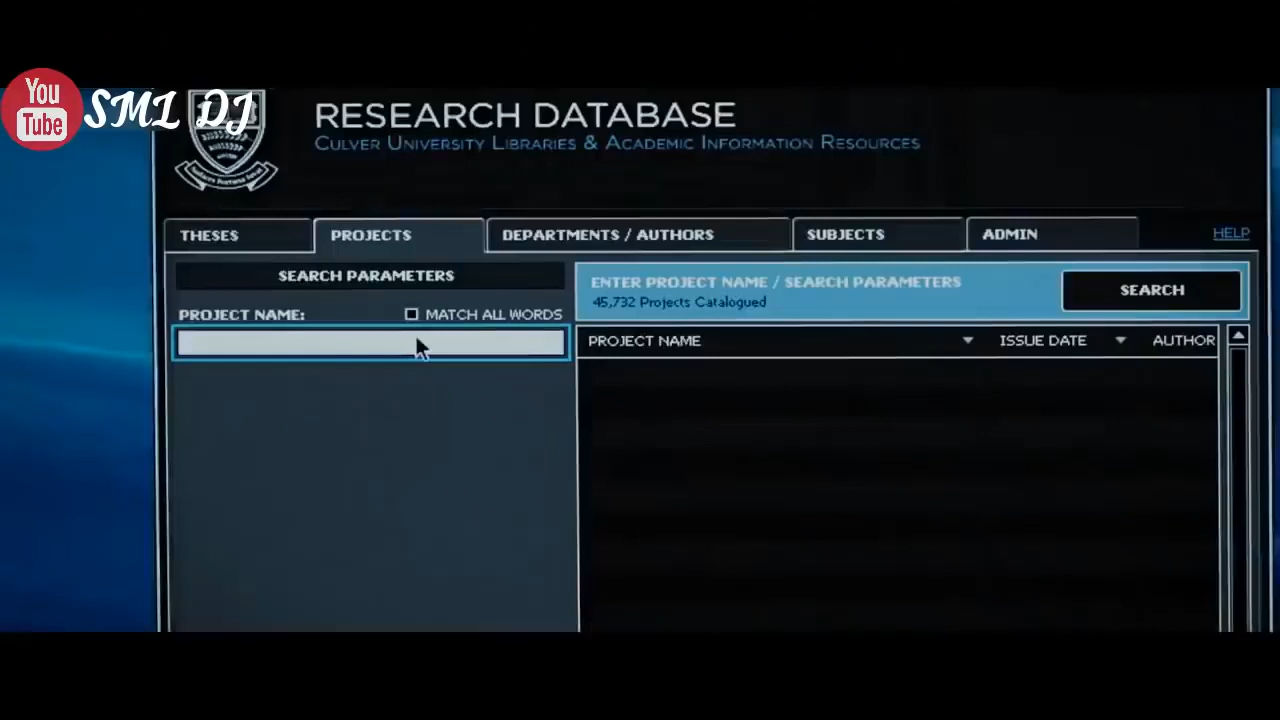 You
Tube
SML DJ
RESEARCH DATABASE
CULVER UNIVERSITY LIBRARIES & ACADEMIC INFORMATION RESOURCES
THESES
PROJECTS
DEPARTMENTS / AUTHORS
SUBJECTS
ADMIN
HELP
SEARCH PARAMETERS
ENTER PROJECT NAME / SEARCH PARAMETERS
45,732 Projects Catalogued
SEARCH
PROJECT NAME:
MATCH ALL WORDS
PROJECT NAME
ISSUE DATE
AUTHOR